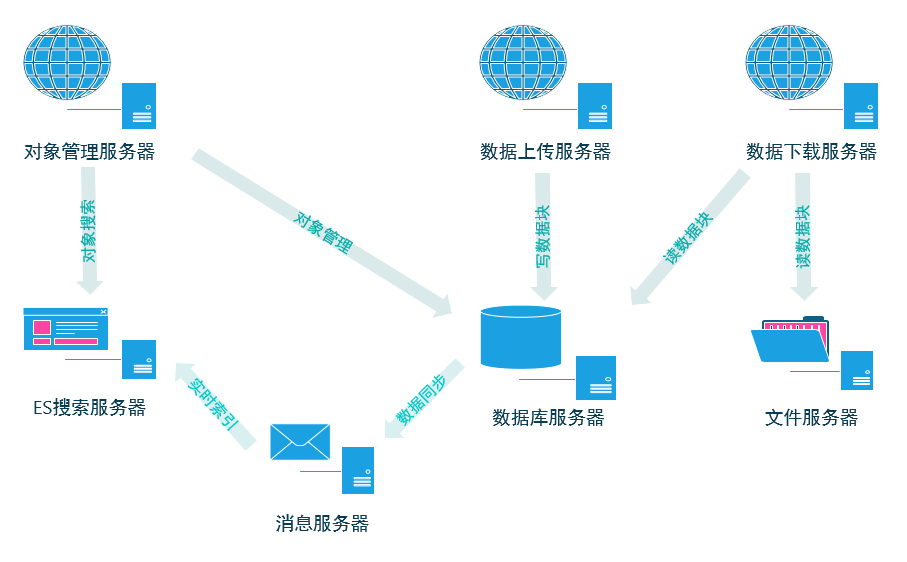 对象管理服务器
数据上传服务器
数据下载服务器
对象搜索
对象管理
写数据块
读数据块
读数据块
ES搜索服务器
实时索引
数据同步
数据库服务器
文件服务器
消息服务器